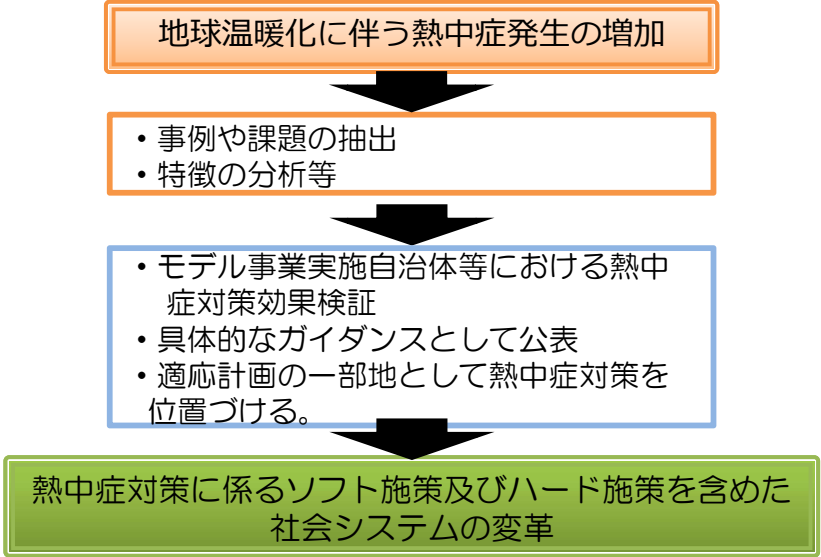 地球温暖化に伴う熱中症発生の増加
・事例や課題の抽出
・特徴の分析等
・モデル事業実施自治体等における熱中
症対策効果検証
・具体的なガイダンスとして公表
・適応計画の一部地として熱中症対策を
位置づける。
熱中症対策に係るソフト施策及びハード施策を含めた
社会システムの変革